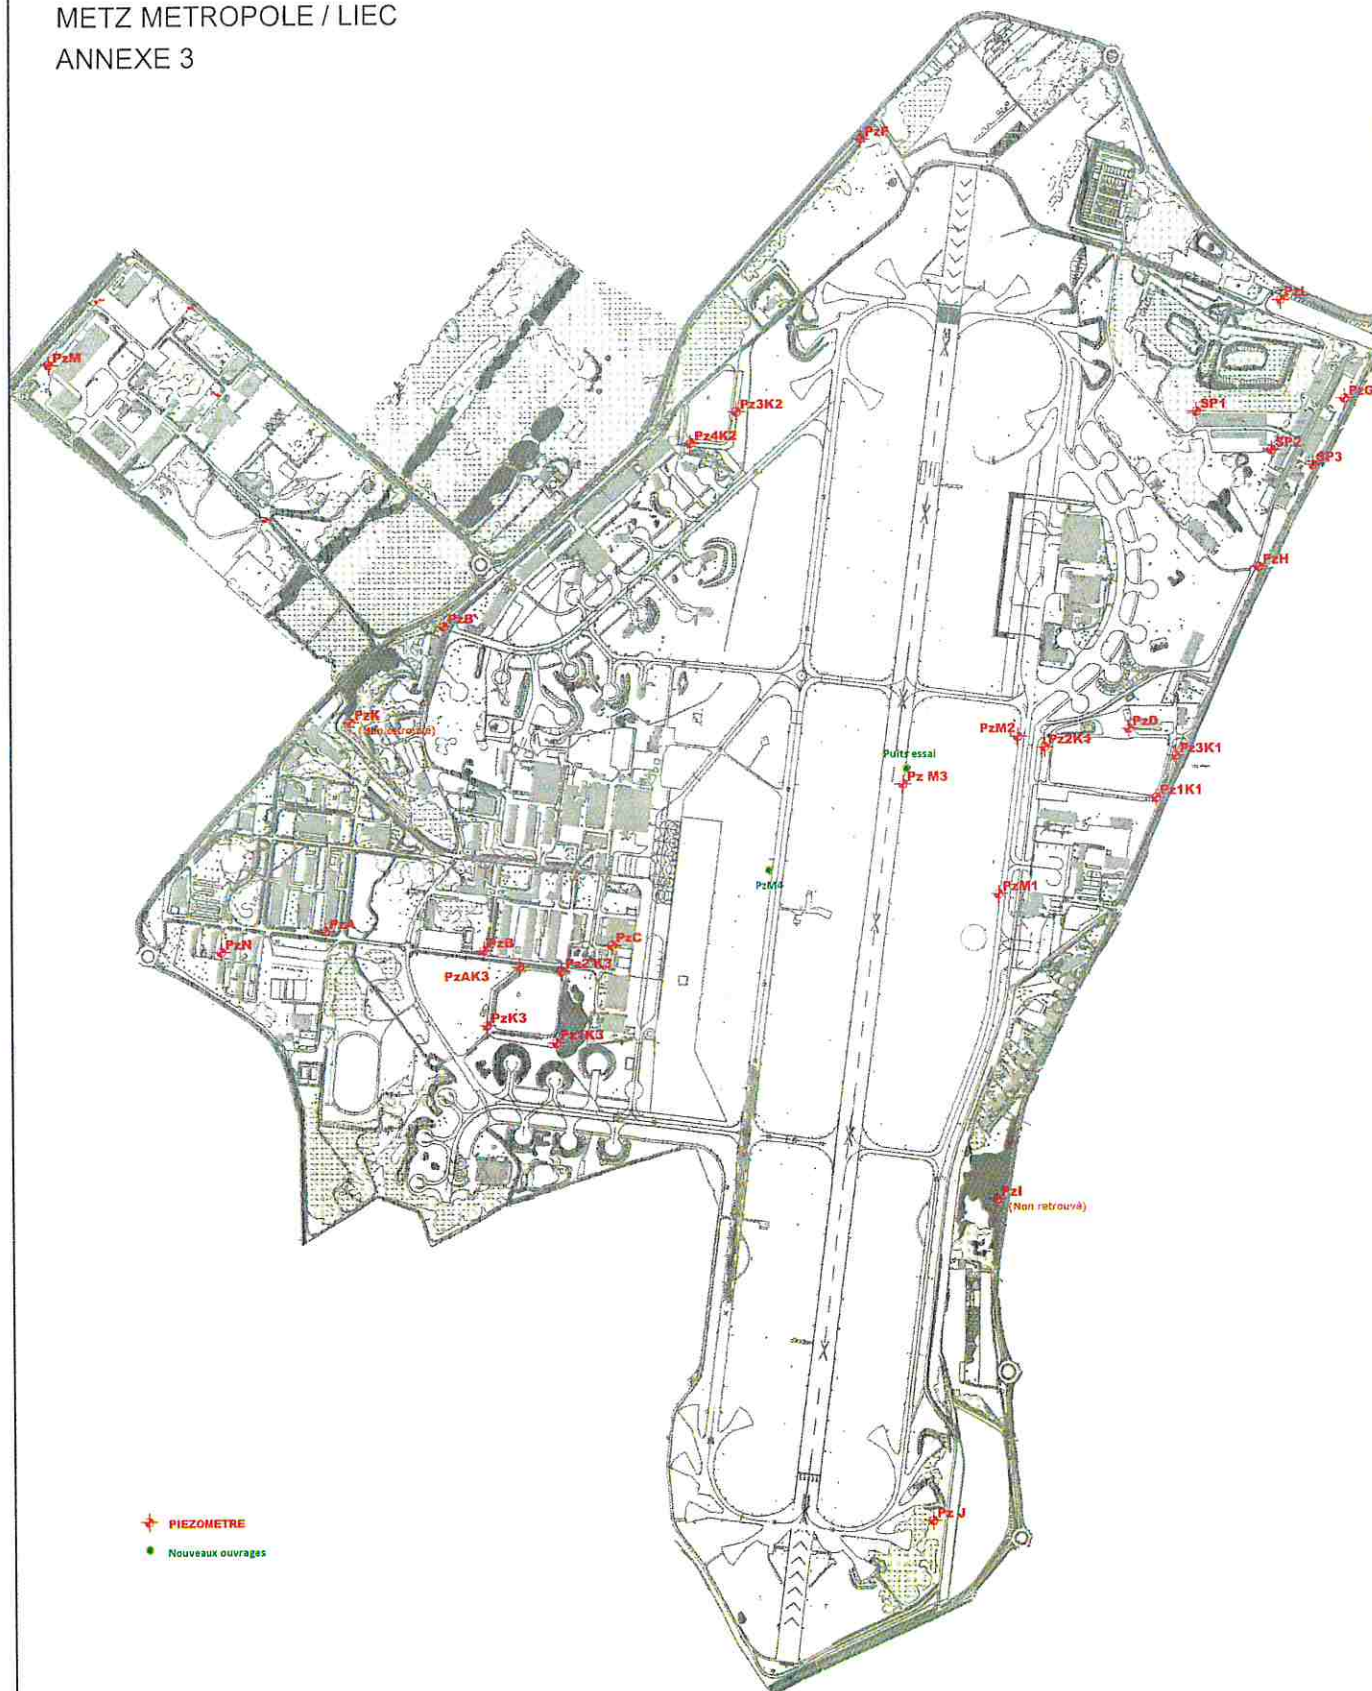 METZ METROPOLE / LIEC
ANNEXE 3
PzF
PzL
PzM
PzG
Pz3K2
SP1
Pz4K2
SP2
SP3
PzH
PzB'
PzK
(Non retrouvé)
PzM2
PzD
Pz2K1
Pz3K1
Puits essai
Pz M3
Pz1K1
PzM4
PzM1
PzA
PzB
PzC
PzN
PzAK3
Pz2'K3
PzK3
Pz1K3
PzI
(Non retrouvé)
Pz J
PIEZOMETRE
Nouveaux ouvrages